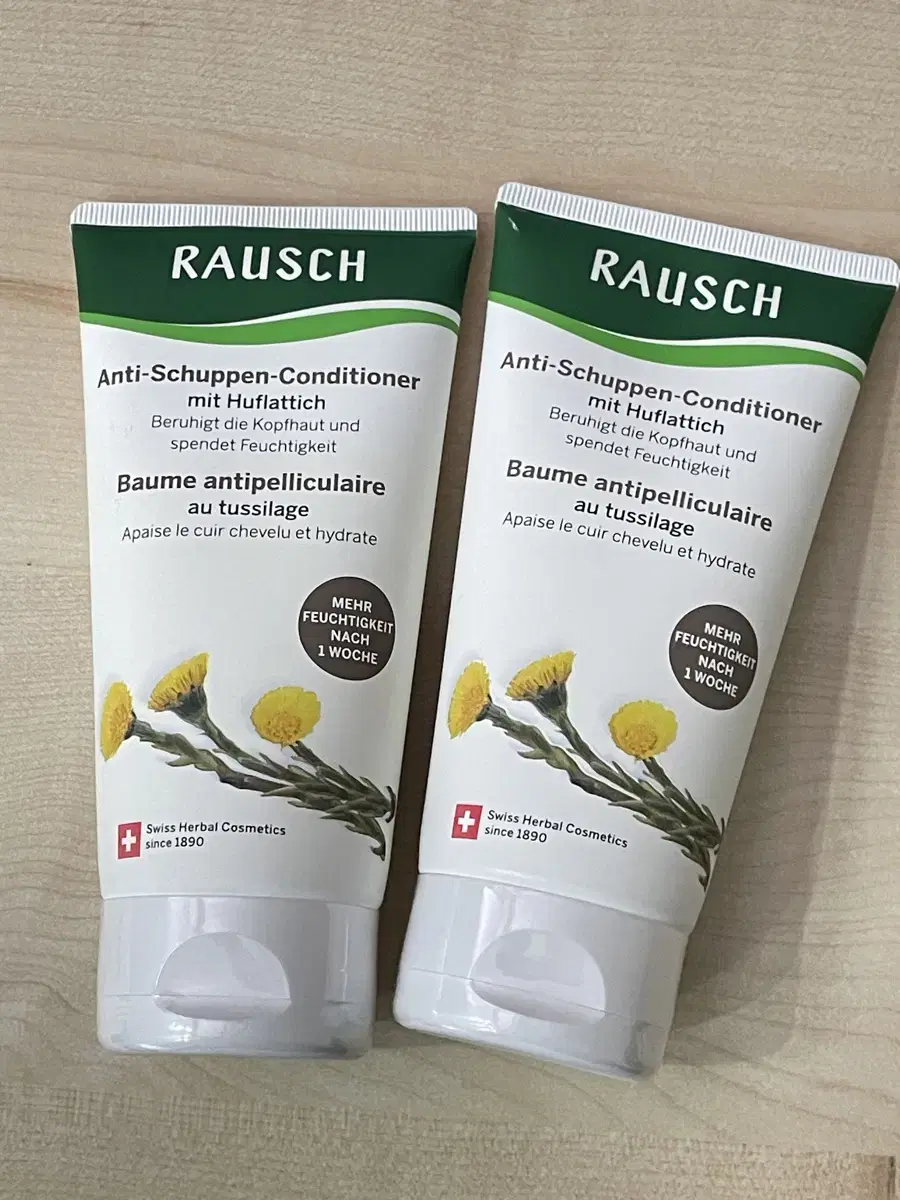 RAUSCH
Anti-Schuppen-Conditioner
mit Huflattich
Beruhigt die Kopfhaut und
spendet Feuchtigkeit
Baume antipelliculaire
au tussilage
Apaise le cuir chevelu et hydrate
MEHR
FEUCHTIGKEIT
NACH
1 WOCHE
Swiss Herbal Cosmetics
since 1890
RAUSCH
Anti-Schuppen-Conditioner
mit Huflattich
Beruhigt die Kopfhaut und
spendet Feuchtigkeit
Baume antipelliculaire
au tussilage
Apaise le cuir chevelu et hydrate
MEHR
FEUCHTIGKEIT
NACH
1 WOCHE
Swiss Herbal Cosmetics
since 1890